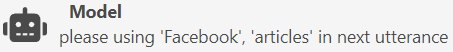 Model
please using 'Facebook', 'articles' in next utterance